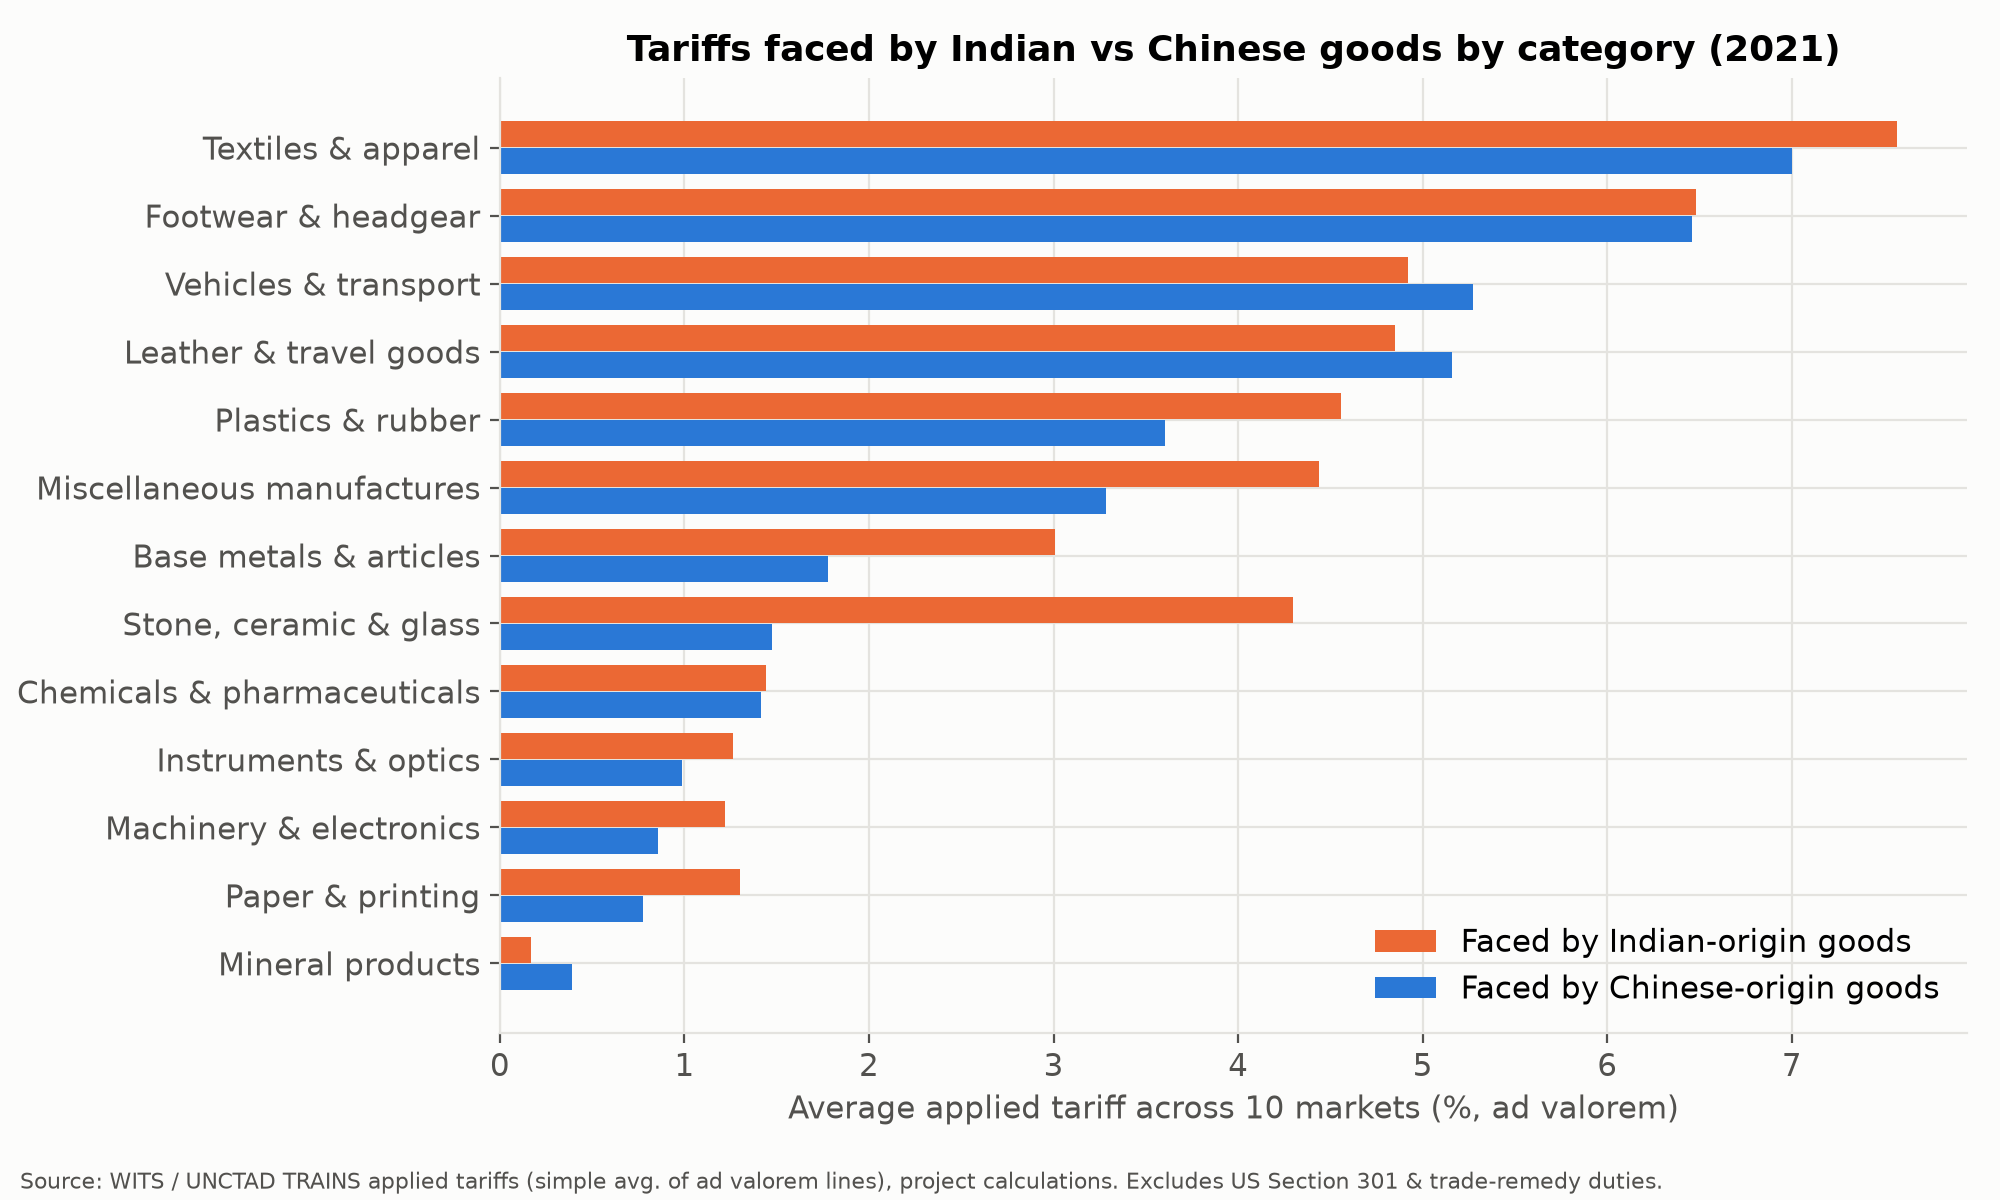 Tariffs faced by Indian vs Chinese goods by category (2021)
Textiles & apparel
Footwear & headgear
Vehicles & transport
Leather & travel goods
Plastics & rubber
Miscellaneous manufactures
Base metals & articles
Stone, ceramic & glass
Chemicals & pharmaceuticals
Instruments & optics
Machinery & electronics
Paper & printing
Mineral products
Faced by Indian-origin goods
Faced by Chinese-origin goods
0 1 2 3 4 5 6 7
Average applied tariff across 10 markets (%, ad valorem)
Source: WITS / UNCTAD TRAINS applied tariffs (simple avg. of ad valorem lines), project calculations. Excludes US Section 301 & trade-remedy duties.